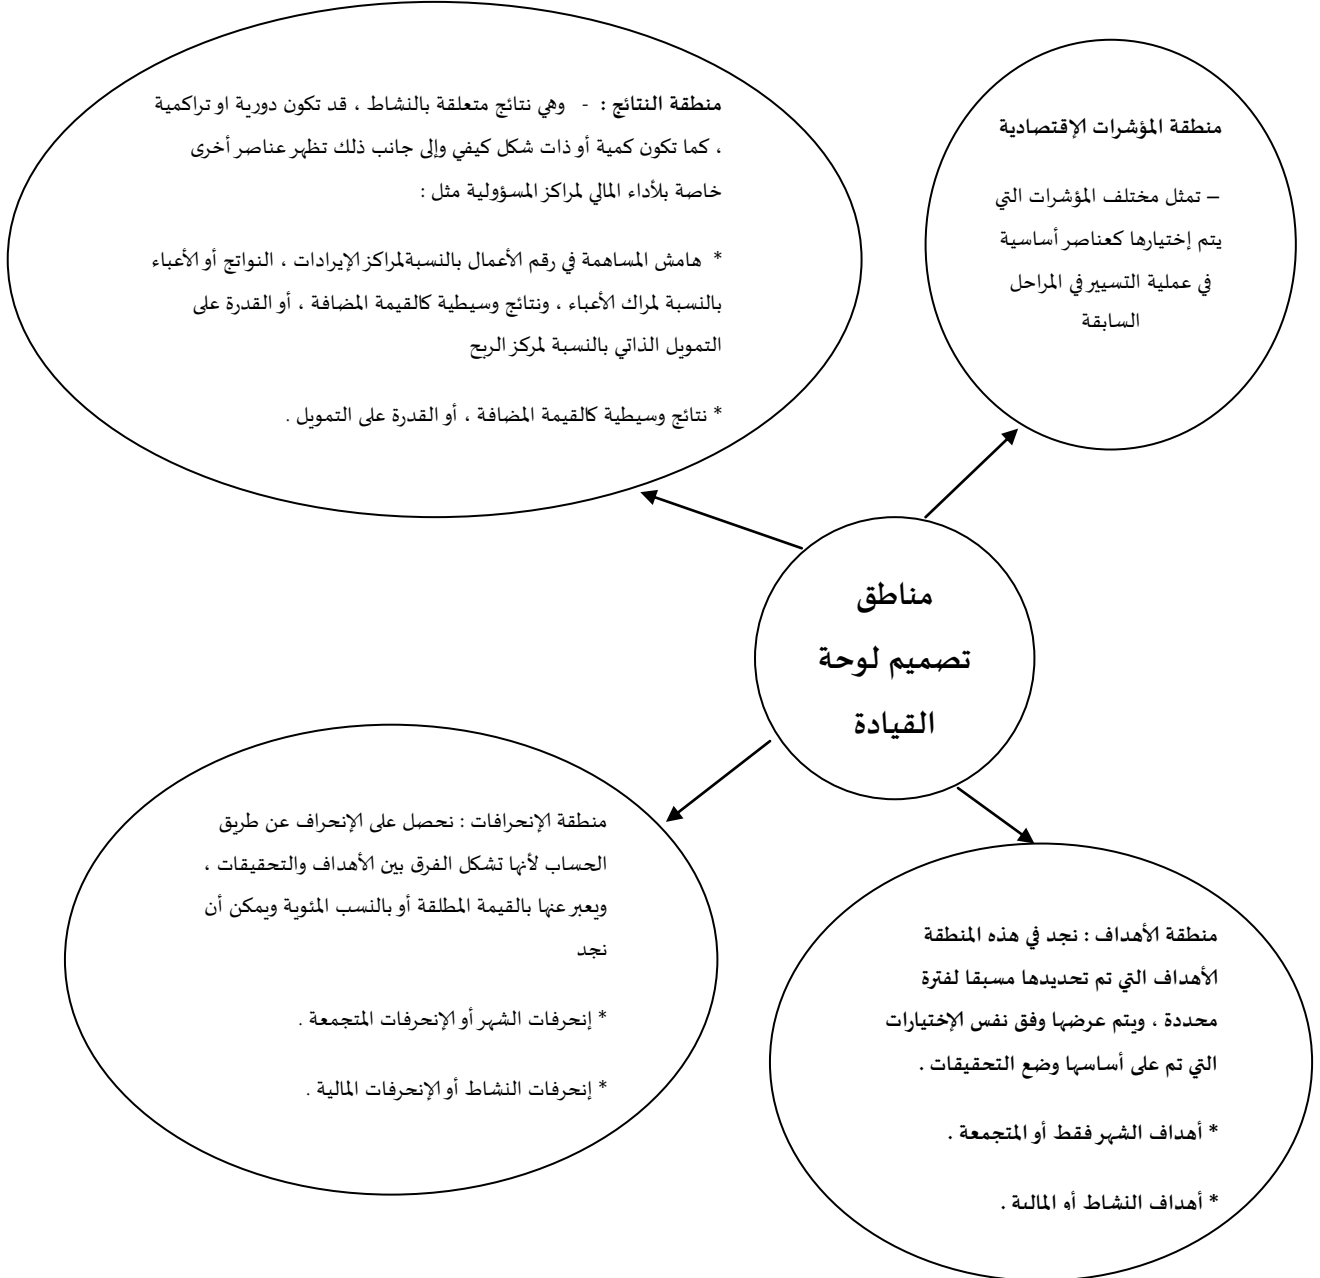 منطقة المؤشرات الإقتصادية
– تمثل مختلف المؤشرات التي
يتم إختيارها كعناصر أساسية
في عملية التسيير في المراحل
السابقة
منطقة النتائج : - وهي نتائج متعلقة بالنشاط ، قد تكون دورية او تراكمية
، كما تكون كمية أو ذات شكل كيفي وإلى جانب ذلك تظهر عناصر أخرى
خاصة بلأداء المالي لمراكز المسؤولية مثل :
* هامش المساهمة في رقم الأعمال بالنسبةلمراكز الإيرادات ، النواتج أو الأعباء
بالنسبة لمراك الأعباء ، ونتائج وسيطية كالقيمة المضافة ، أو القدرة على
التمويل الذاتي بالنسبة لمركز الربح
* نتائج وسيطية كالقيمة المضافة ، أو القدرة على التمويل .
مناطق
تصميم لوحة
القيادة
منطقة الإنحرافات : نحصل على الإنحراف عن طريق
الحساب لأنها تشكل الفرق بين الأهداف والتحقيقات ،
ويعبر عنها بالقيمة المطلقة أو بالنسب المئوية ويمكن أن
نجد
* إنحرفات الشهر أو الإنحرفات المتجمعة .
* إنحرفات النشاط أو الإنحرفات المالية .
منطقة الأهداف : نجد في هذه المنطقة
الأهداف التي تم تحديدها مسبقا لفترة
محددة ، ويتم عرضها وفق نفس الإختيارات
التي تم على أساسها وضع التحقيقات .
* أهداف الشهر فقط أو المتجمعة .
* أهداف النشاط أو المالية .